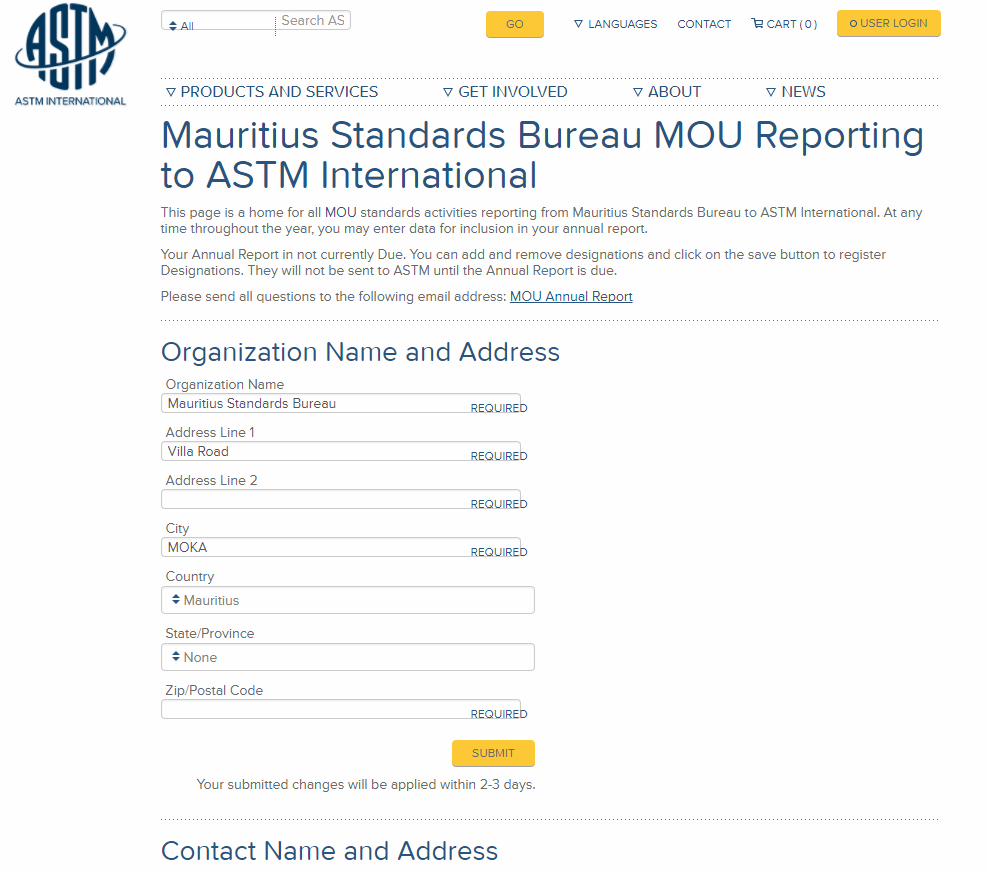 ASTM
ASTM INTERNATIONAL
All
Search AS
GO
LANGUAGES
CONTACT
CART ( 0 )
USER LOGIN
PRODUCTS AND SERVICES
GET INVOLVED
ABOUT
NEWS
Mauritius Standards Bureau MOU Reporting
to ASTM International
This page is a home for all MOU standards activities reporting from Mauritius Standards Bureau to ASTM International. At any
time throughout the year, you may enter data for inclusion in your annual report.
Your Annual Report in not currently Due. You can add and remove designations and click on the save button to register
Designations. They will not be sent to ASTM until the Annual Report is due.
Please send all questions to the following email address: MOU Annual Report
Organization Name and Address
Organization Name
Mauritius Standards Bureau REQUIRED
Address Line 1
Villa Road REQUIRED
Address Line 2
REQUIRED
City
MOKA REQUIRED
Country
Mauritius
State/Province
None
Zip/Postal Code
REQUIRED
SUBMIT
Your submitted changes will be applied within 2-3 days.
Contact Name and Address